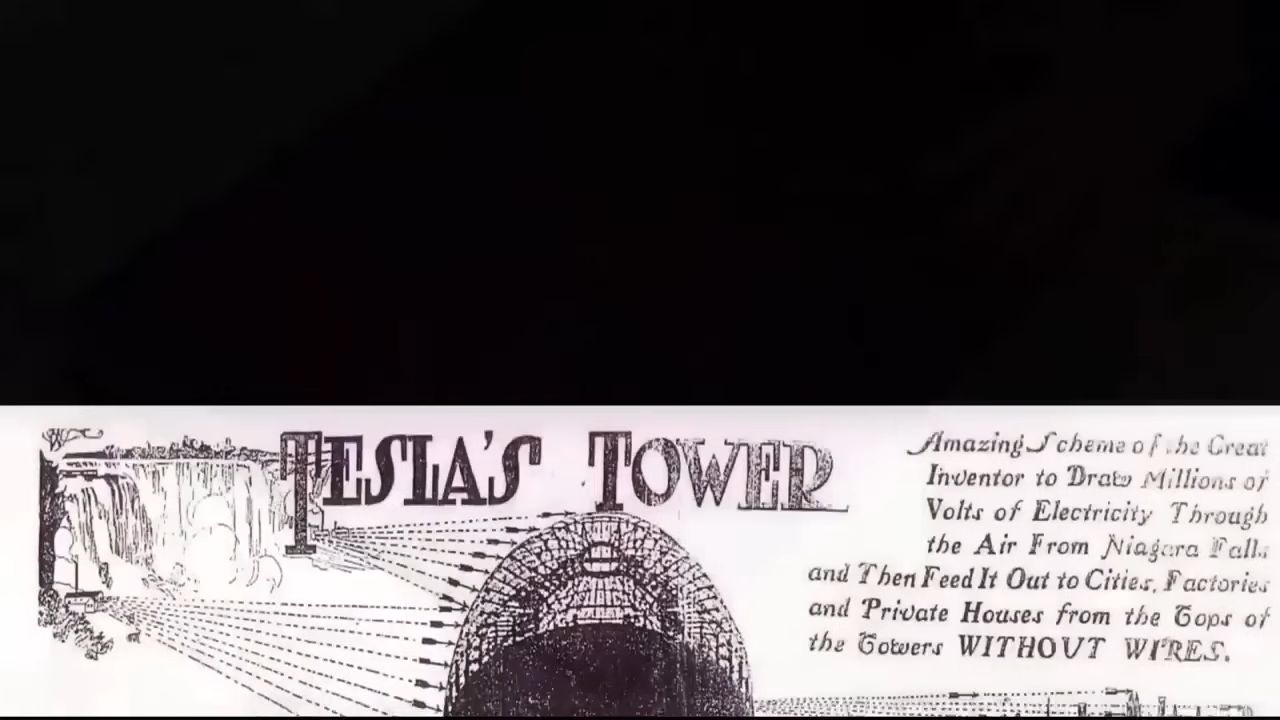 TESLA'S TOWER
Amazing Scheme of the Great
Inventor to Draw Millions of
Volts of Electricity Through
the Air From Niagara Falls
and Then Feed It Out to Cities, Factories
and Private Houses from the Tops of
the Towers WITHOUT WIRES.